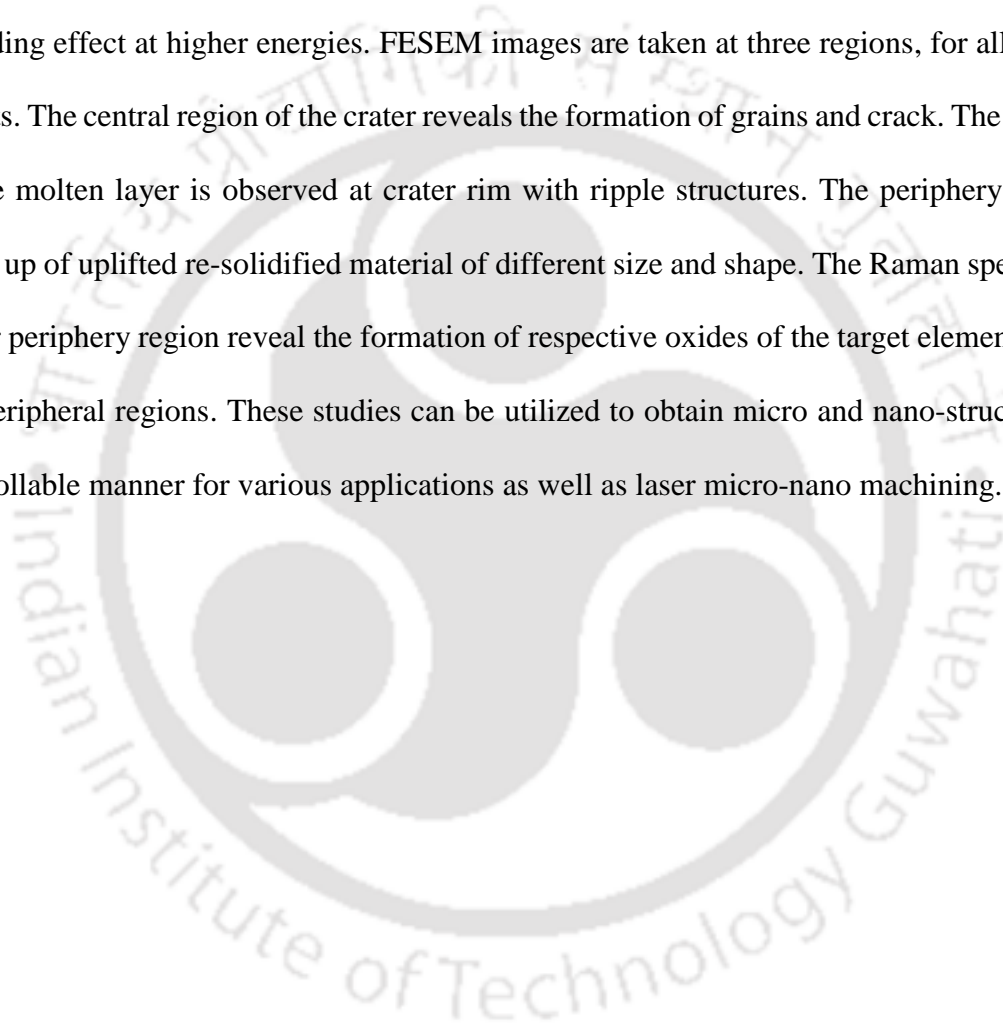 ding effect at higher energies. FESEM images are taken at three regions, for all
s. The central region of the crater reveals the formation of grains and crack. The
e molten layer is observed at crater rim with ripple structures. The periphery
up of uplifted re-solidified material of different size and shape. The Raman spe
r periphery region reveal the formation of respective oxides of the target elemen
eripheral regions. These studies can be utilized to obtain micro and nano-struc
ollable manner for various applications as well as laser micro-nano machining.
भारतीय प्रौद्योगिकी संस्थान गुवाहाटी
Indian Institute of Technology Guwahati